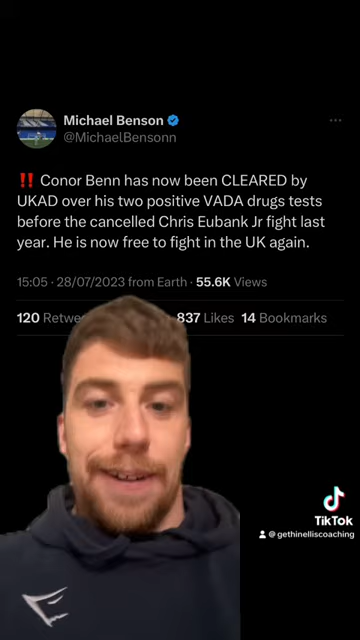 Michael Benson
@MichaelBensonn
‼️ Conor Benn has now been CLEARED by
UKAD over his two positive VADA drugs tests
before the cancelled Chris Eubank Jr fight last
year. He is now free to fight in the UK again.
15:05 · 28/07/2023 from Earth · 55.6K Views
120 837 Likes 14 Bookmarks
TikTok
@gethinelliscoaching